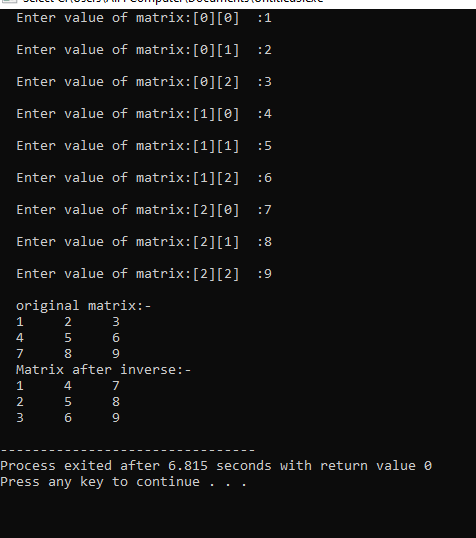 Enter value of matrix:[0][0]  :1
Enter value of matrix:[0][1]  :2
Enter value of matrix:[0][2]  :3
Enter value of matrix:[1][0]  :4
Enter value of matrix:[1][1]  :5
Enter value of matrix:[1][2]  :6
Enter value of matrix:[2][0]  :7
Enter value of matrix:[2][1]  :8
Enter value of matrix:[2][2]  :9
original matrix:-
1     2     3
4     5     6
7     8     9
Matrix after inverse:-
1     4     7
2     5     8
3     6     9
--------------------------------
Process exited after 6.815 seconds with return value 0
Press any key to continue . . .